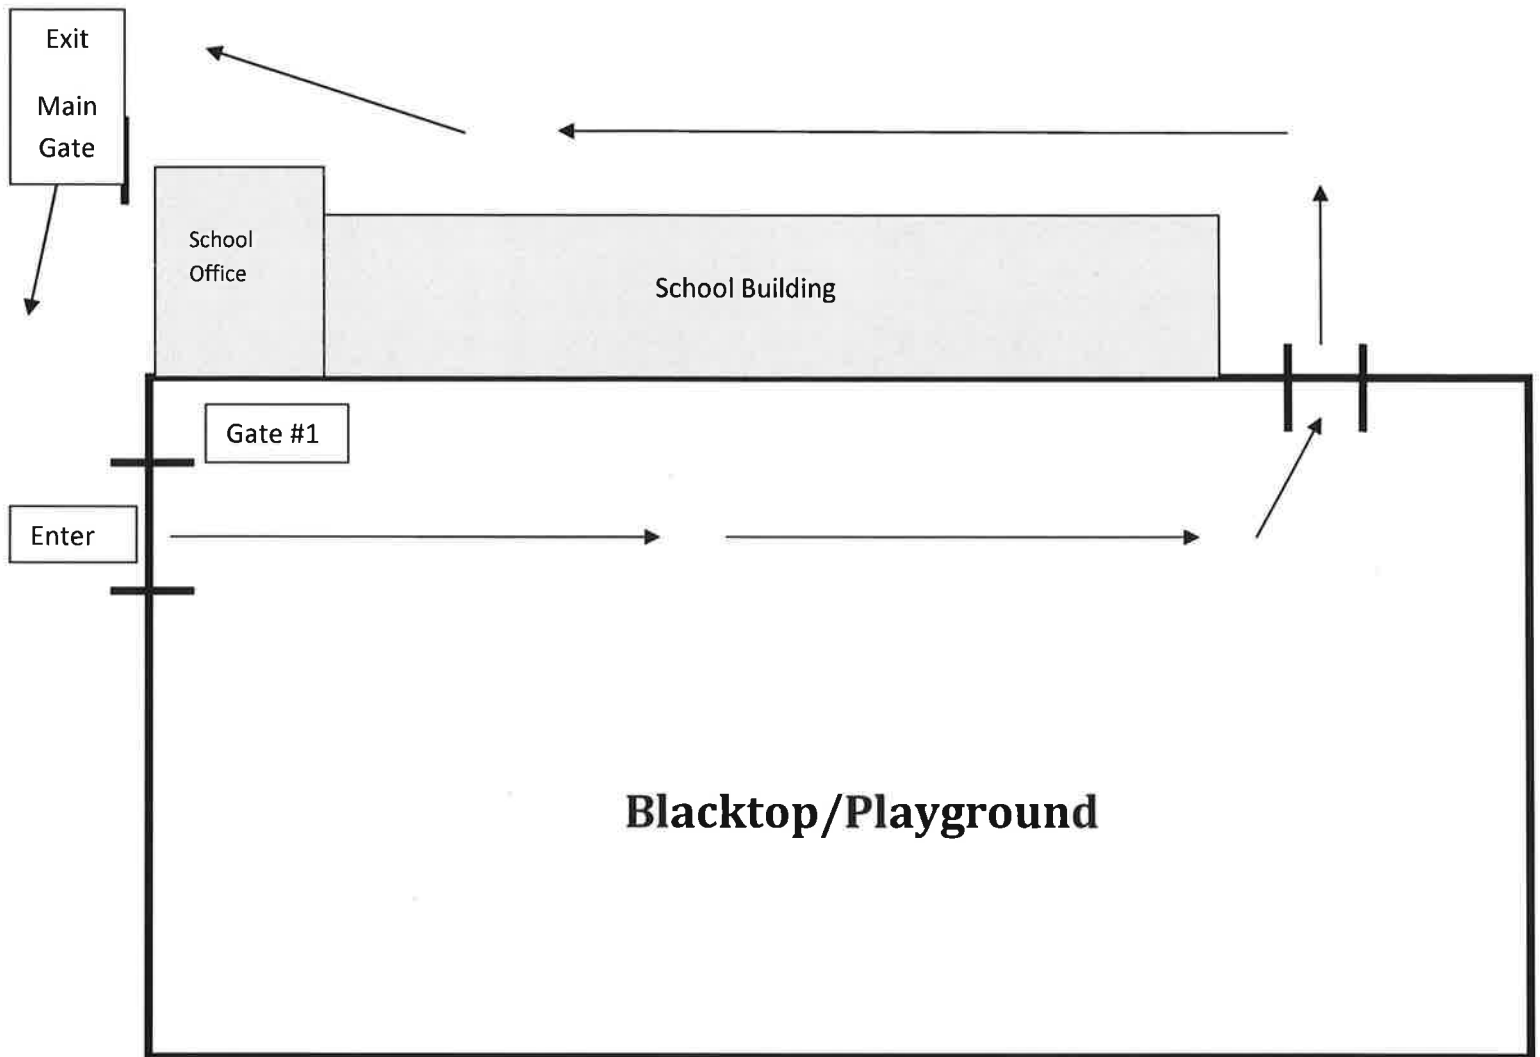 Exit
Main
Gate
School
Office
School Building
Gate #1
Enter
Blacktop/Playground